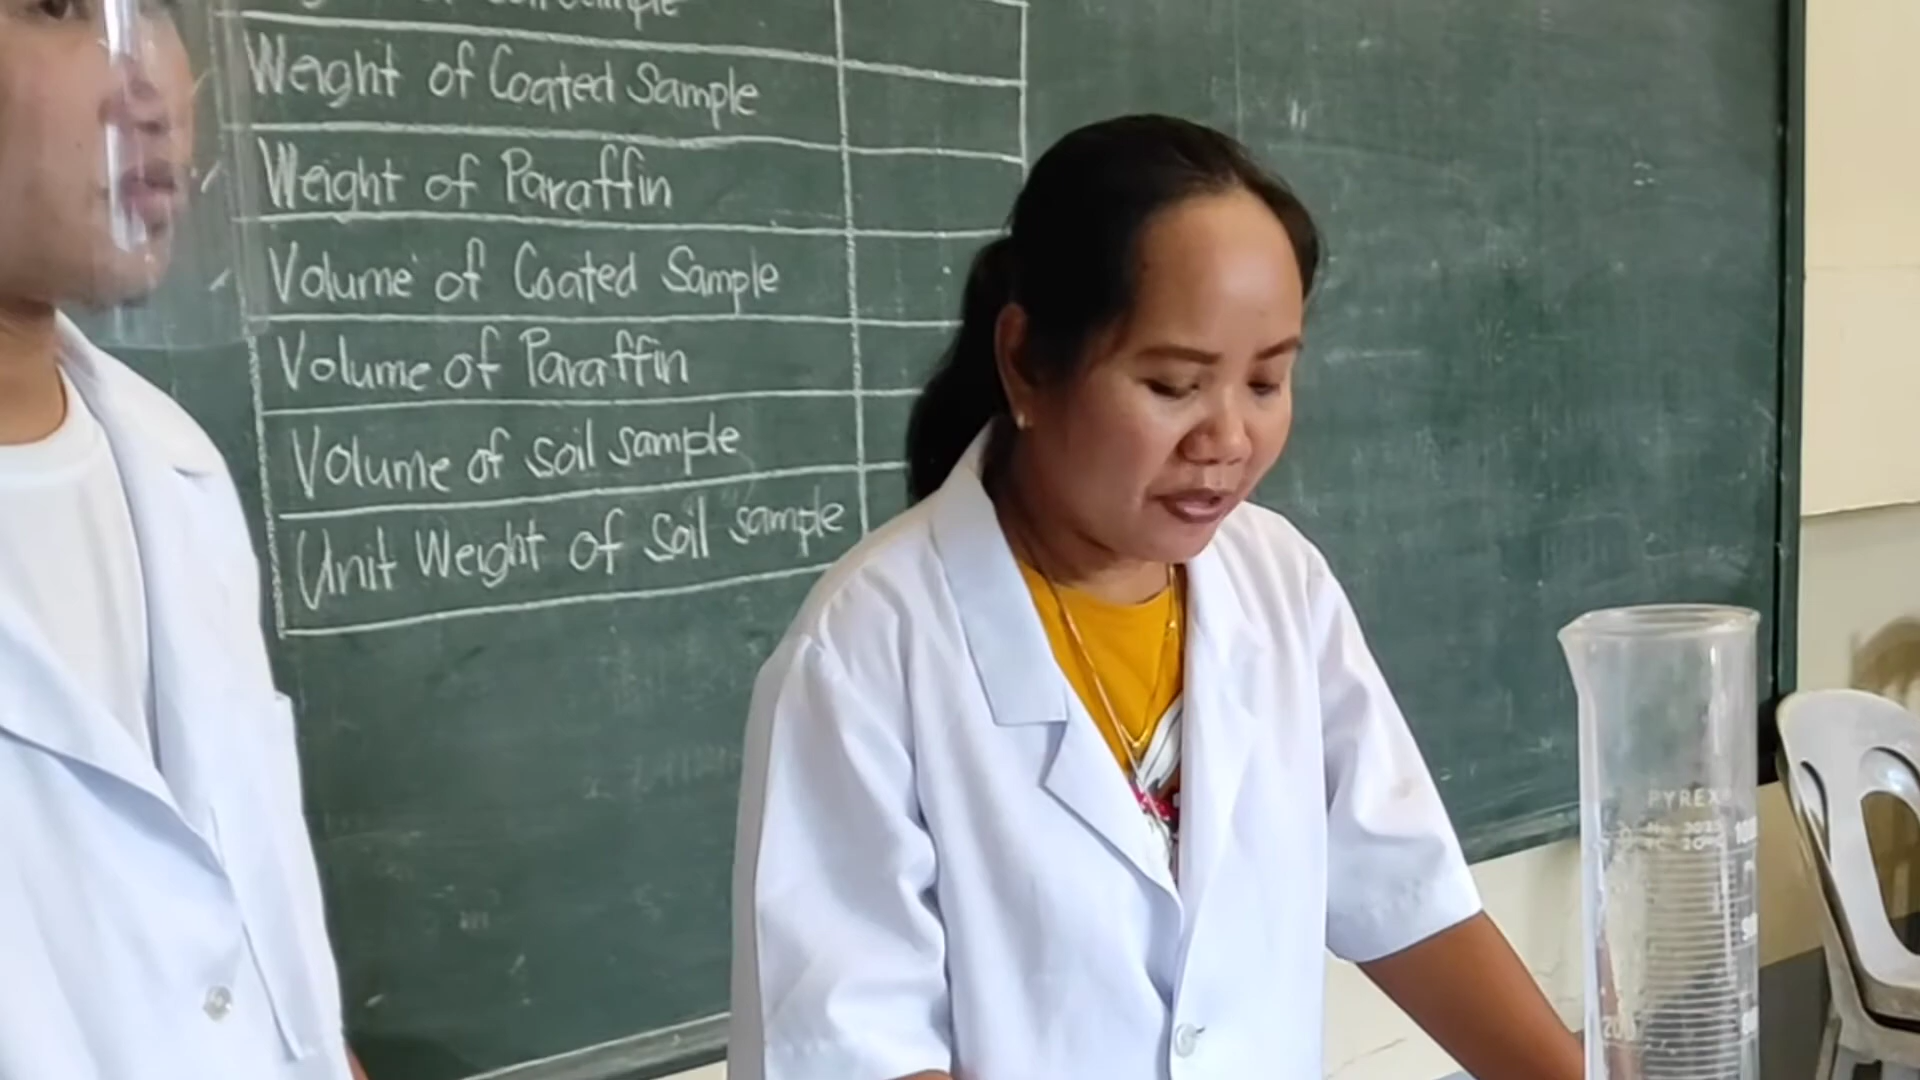 Weight of Coated Sample
Weight of Paraffin
Volume of Coated Sample
Volume of Paraffin
Volume of soil sample
Unit Weight of Soil sample
PYREX